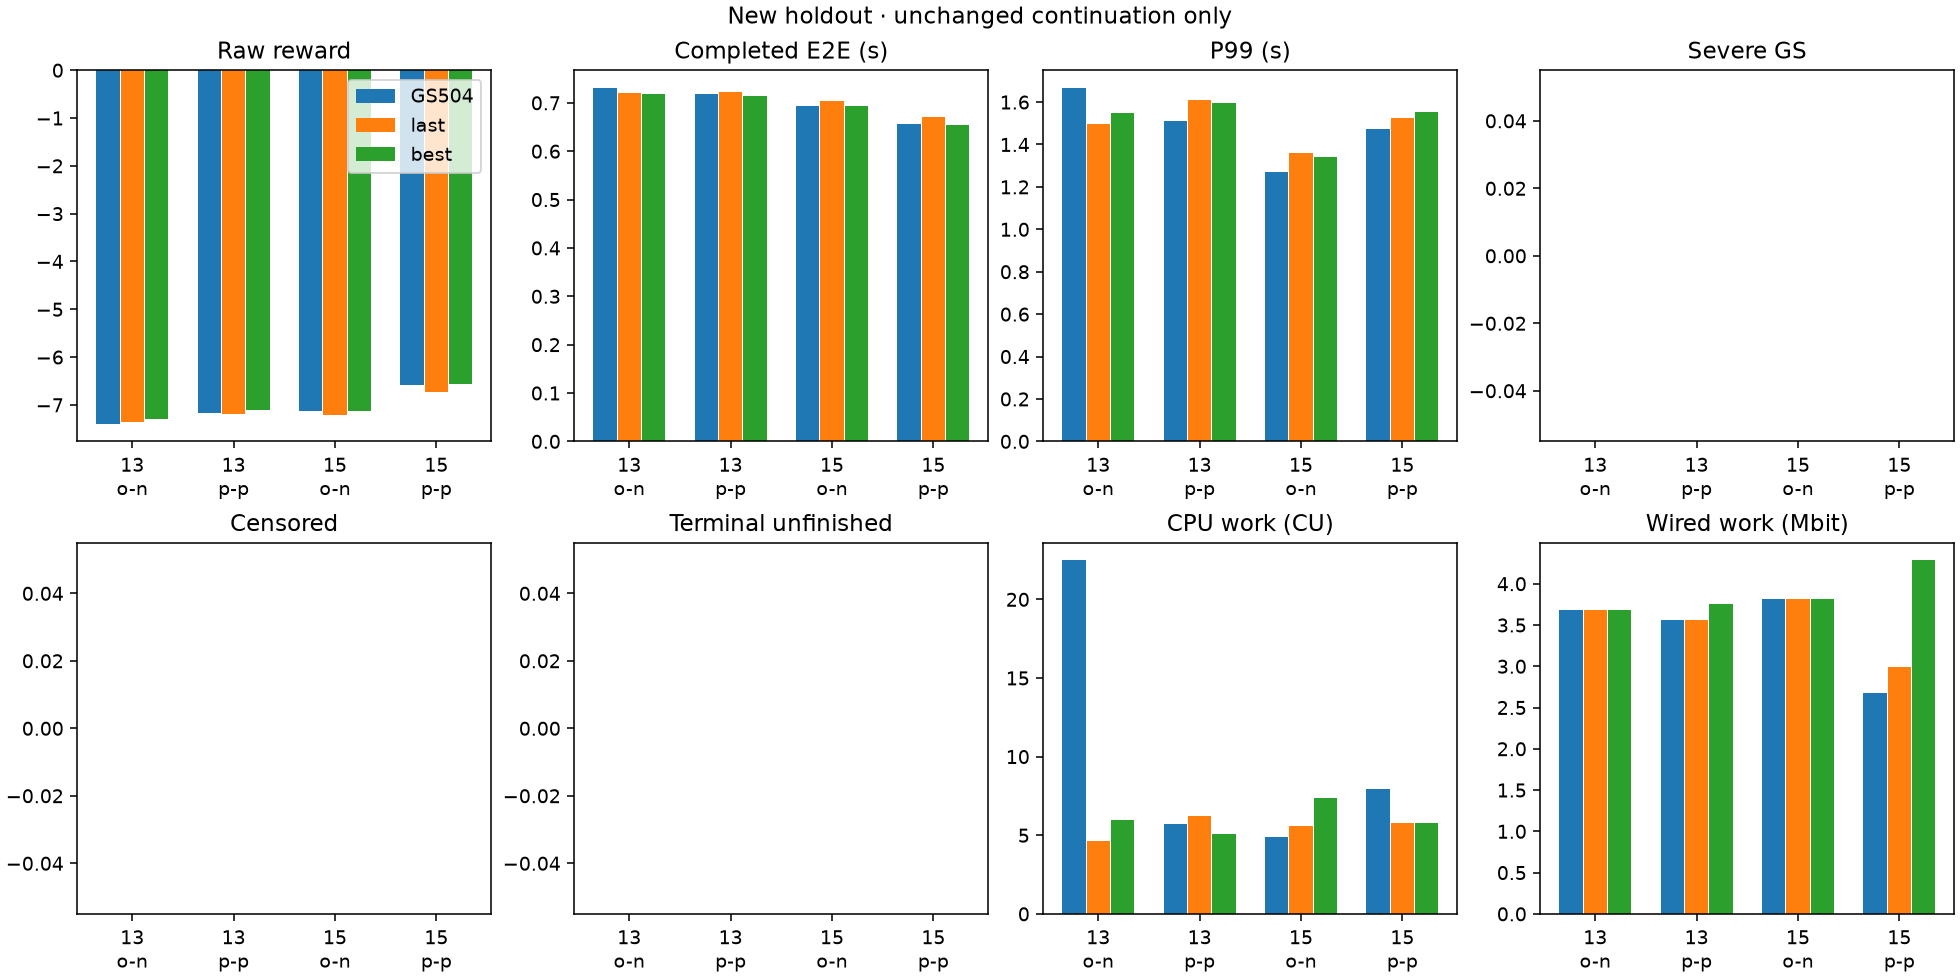 New holdout · unchanged continuation only
Raw reward
0
−1
−2
−3
−4
−5
−6
−7
GS504
last
best
13 13 15 15
o-n p-p o-n p-p
Completed E2E (s)
0.7
0.6
0.5
0.4
0.3
0.2
0.1
0.0
13 13 15 15
o-n p-p o-n p-p
P99 (s)
1.6
1.4
1.2
1.0
0.8
0.6
0.4
0.2
0.0
13 13 15 15
o-n p-p o-n p-p
Severe GS
0.04
0.02
0.00
−0.02
−0.04
13 13 15 15
o-n p-p o-n p-p
Censored
0.04
0.02
0.00
−0.02
−0.04
13 13 15 15
o-n p-p o-n p-p
Terminal unfinished
0.04
0.02
0.00
−0.02
−0.04
13 13 15 15
o-n p-p o-n p-p
CPU work (CU)
20
15
10
5
0
13 13 15 15
o-n p-p o-n p-p
Wired work (Mbit)
4.0
3.5
3.0
2.5
2.0
1.5
1.0
0.5
0.0
13 13 15 15
o-n p-p o-n p-p